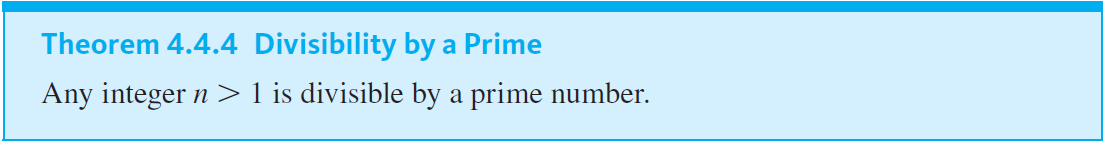 Theorem 4.4.4 Divisibility by a Prime
Any integer n > 1 is divisible by a prime number.